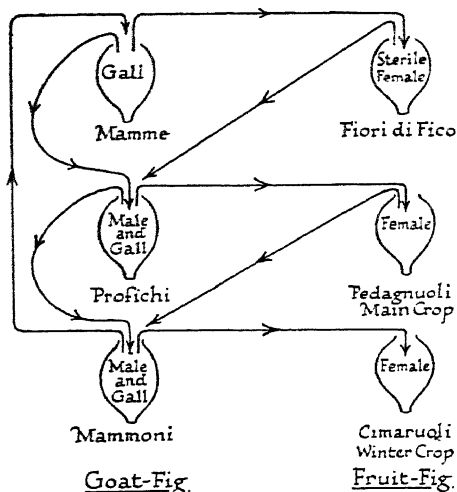 Gall
Mamme
Sterile
Female
Fiori di Fico
Male
and
Gall
Profichi
Female
Pedagnuoli
Main Crop
Male
and
Gall
Mammoni
Female
Cimaruoli
Winter Crop
Goat-Fig
Fruit-Fig